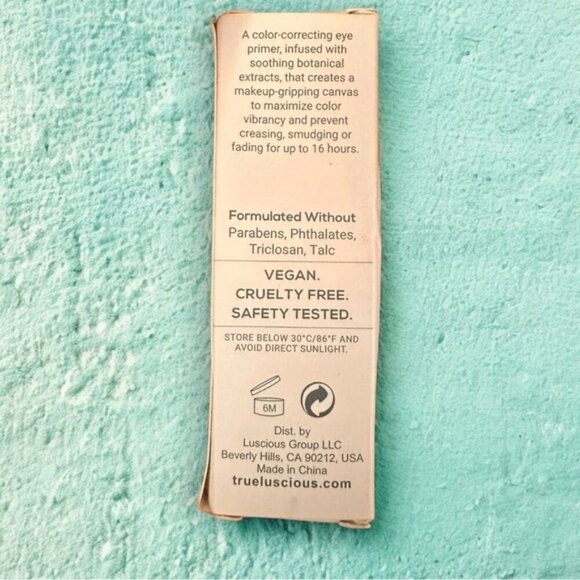 A color-correcting eye
primer, infused with
soothing botanical
extracts, that creates a
makeup-gripping canvas
to maximize color
vibrancy and prevent
creasing, smudging or
fading for up to 16 hours.
Formulated Without
Parabens, Phthalates,
Triclosan, Talc
VEGAN.
CRUELTY FREE.
SAFETY TESTED.
STORE BELOW 30°C/86°F AND
AVOID DIRECT SUNLIGHT.
6M
Dist. by
Luscious Group LLC
Beverly Hills, CA 90212, USA
Made in China
trueluscious.com